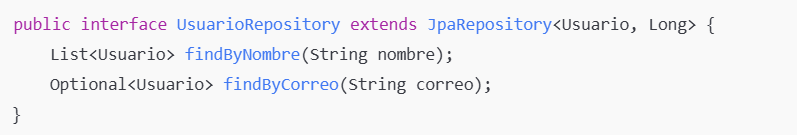 public interface UsuarioRepository extends JpaRepository<Usuario, Long> {
    List<Usuario> findByNombre(String nombre);
    Optional<Usuario> findByCorreo(String correo);
}